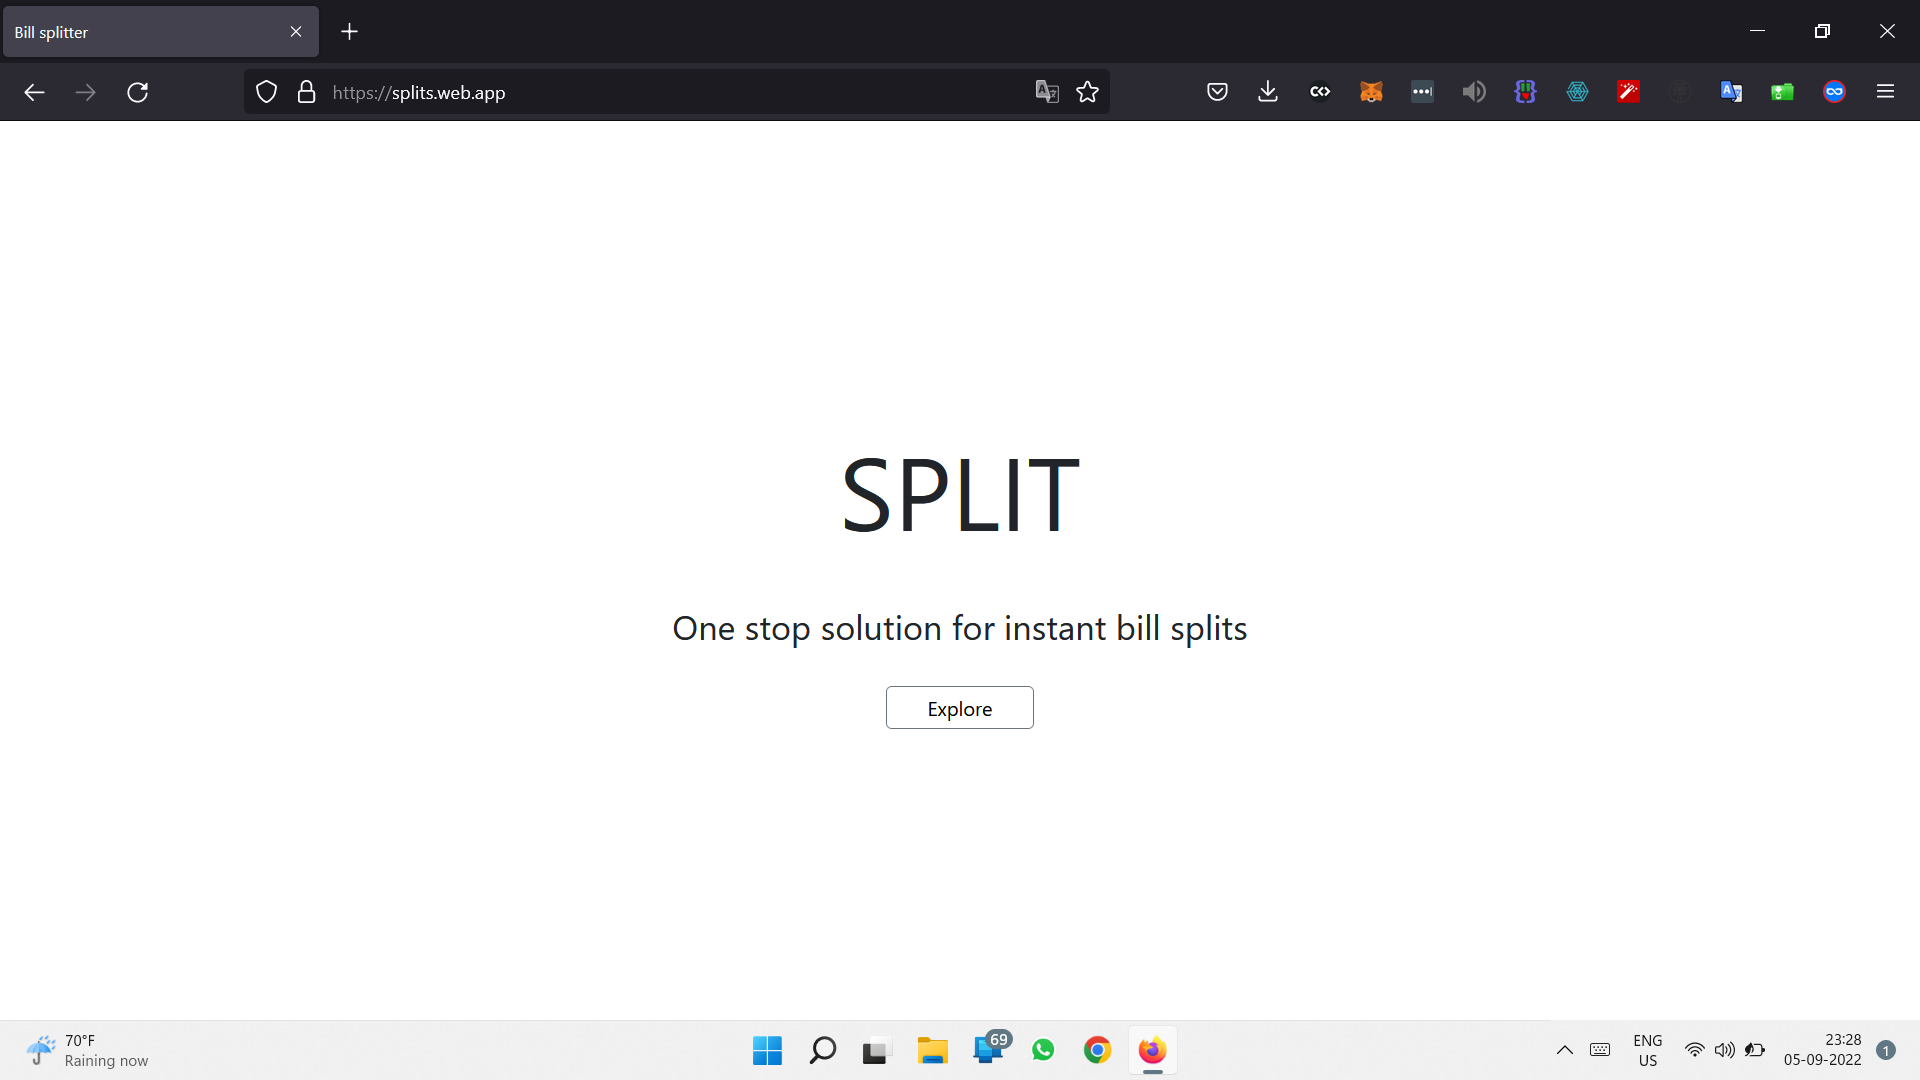 Bill splitter
https://splits.web.app
SPLIT
One stop solution for instant bill splits
Explore
70°F
Raining now
69
ENG
US
23:28
05-09-2022
1